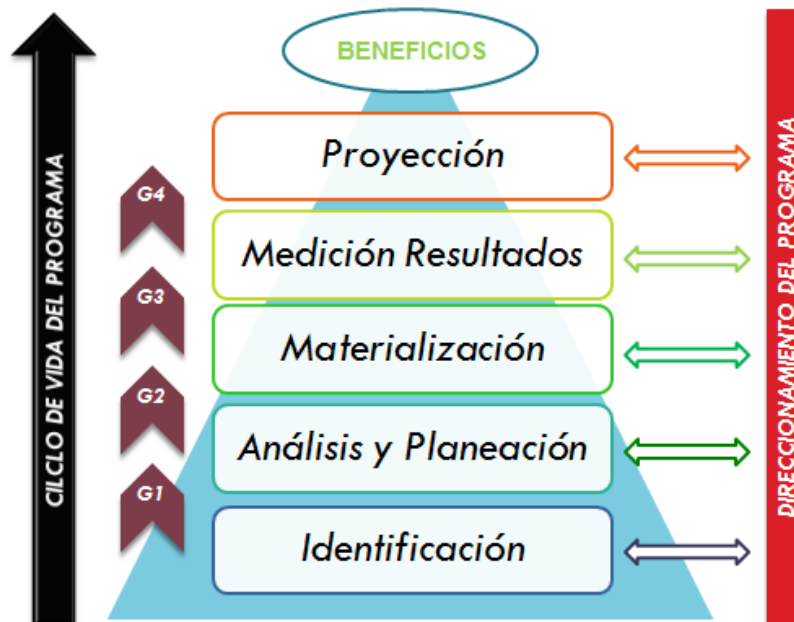 BENEFICIOS
Proyección
Medición Resultados
Materialización
Análisis y Planeación
Identificación
G4
G3
G2
G1
CILCLO DE VIDA DEL PROGRAMA
DIRECCIONAMIENTO DEL PROGRAMA